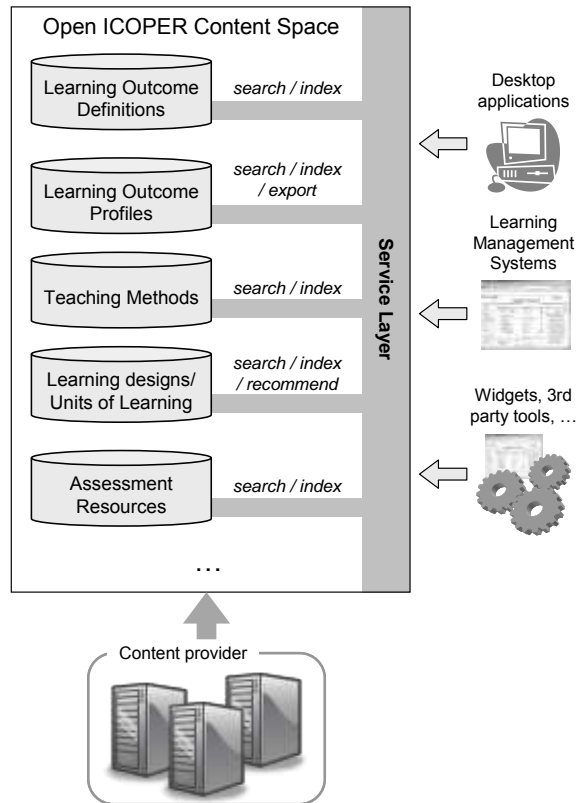 Open ICOPER Content Space
Learning Outcome
Definitions
search / index
Learning Outcome
Profiles
search / index
/ export
Teaching Methods
search / index
Learning designs/
Units of Learning
search / index
/ recommend
Assessment
Resources
search / index
…
Service Layer
Desktop
applications
Learning
Management
Systems
Widgets, 3rd
party tools, …
Content provider